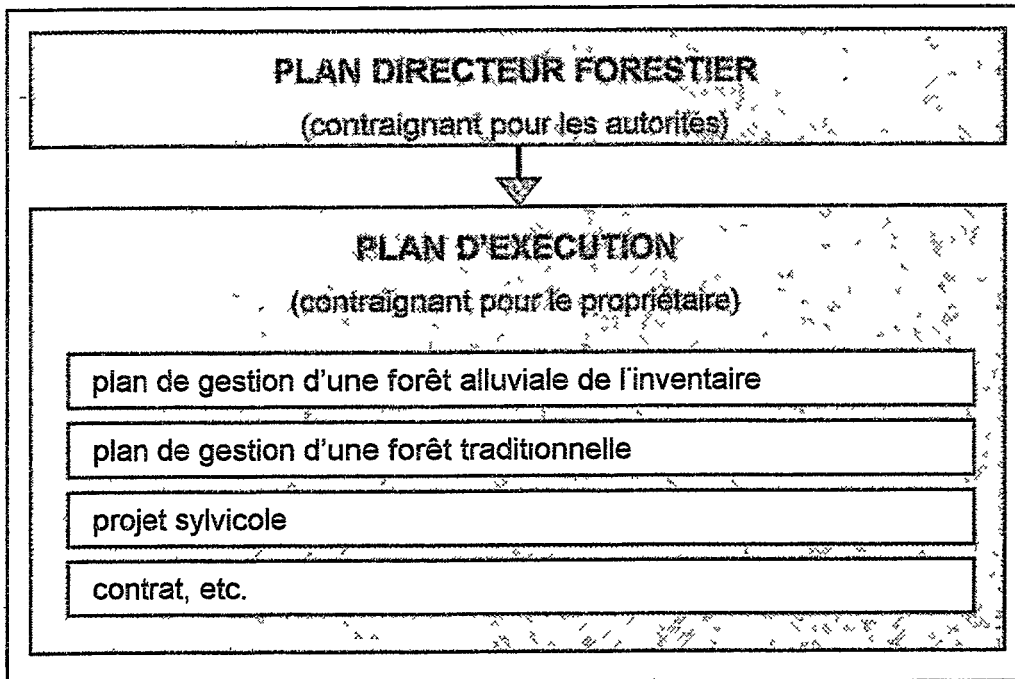 PLAN DIRECTEUR FORESTIER
(contraignant pour les autorités)
PLAN D'EXECUTION
(contraignant pour le propriétaire)
plan de gestion d'une forêt alluviale de l'inventaire
plan de gestion d'une forêt traditionnelle
projet sylvicole
contrat, etc.